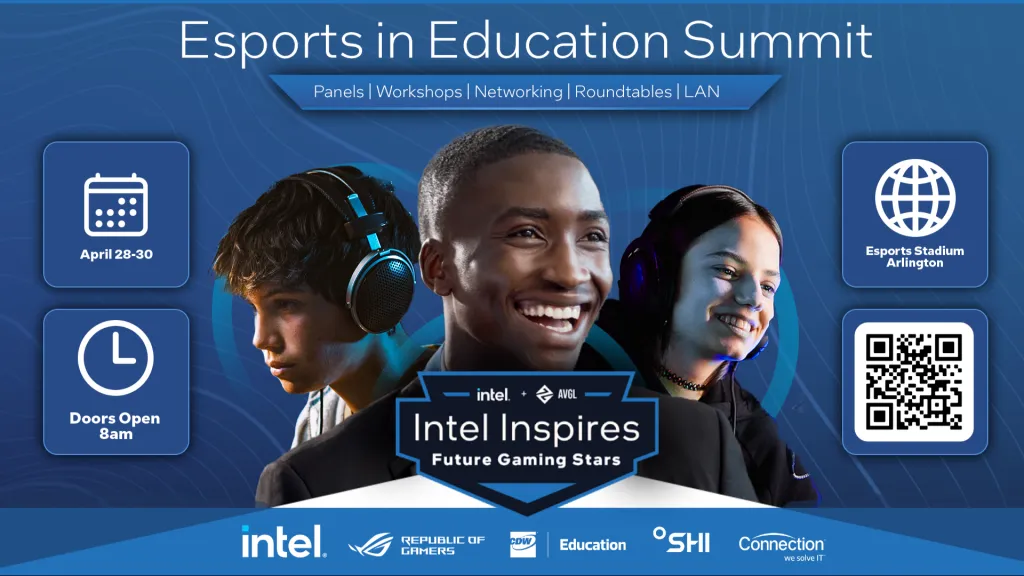 Esports in Education Summit
Panels | Workshops | Networking | Roundtables | LAN
April 28-30
Esports Stadium
Arlington
Doors Open
8am
intel. + AVGL
Intel Inspires
Future Gaming Stars
intel.
REPUBLIC OF
GAMERS
CDW
Education
SHI
Connection
we solve IT